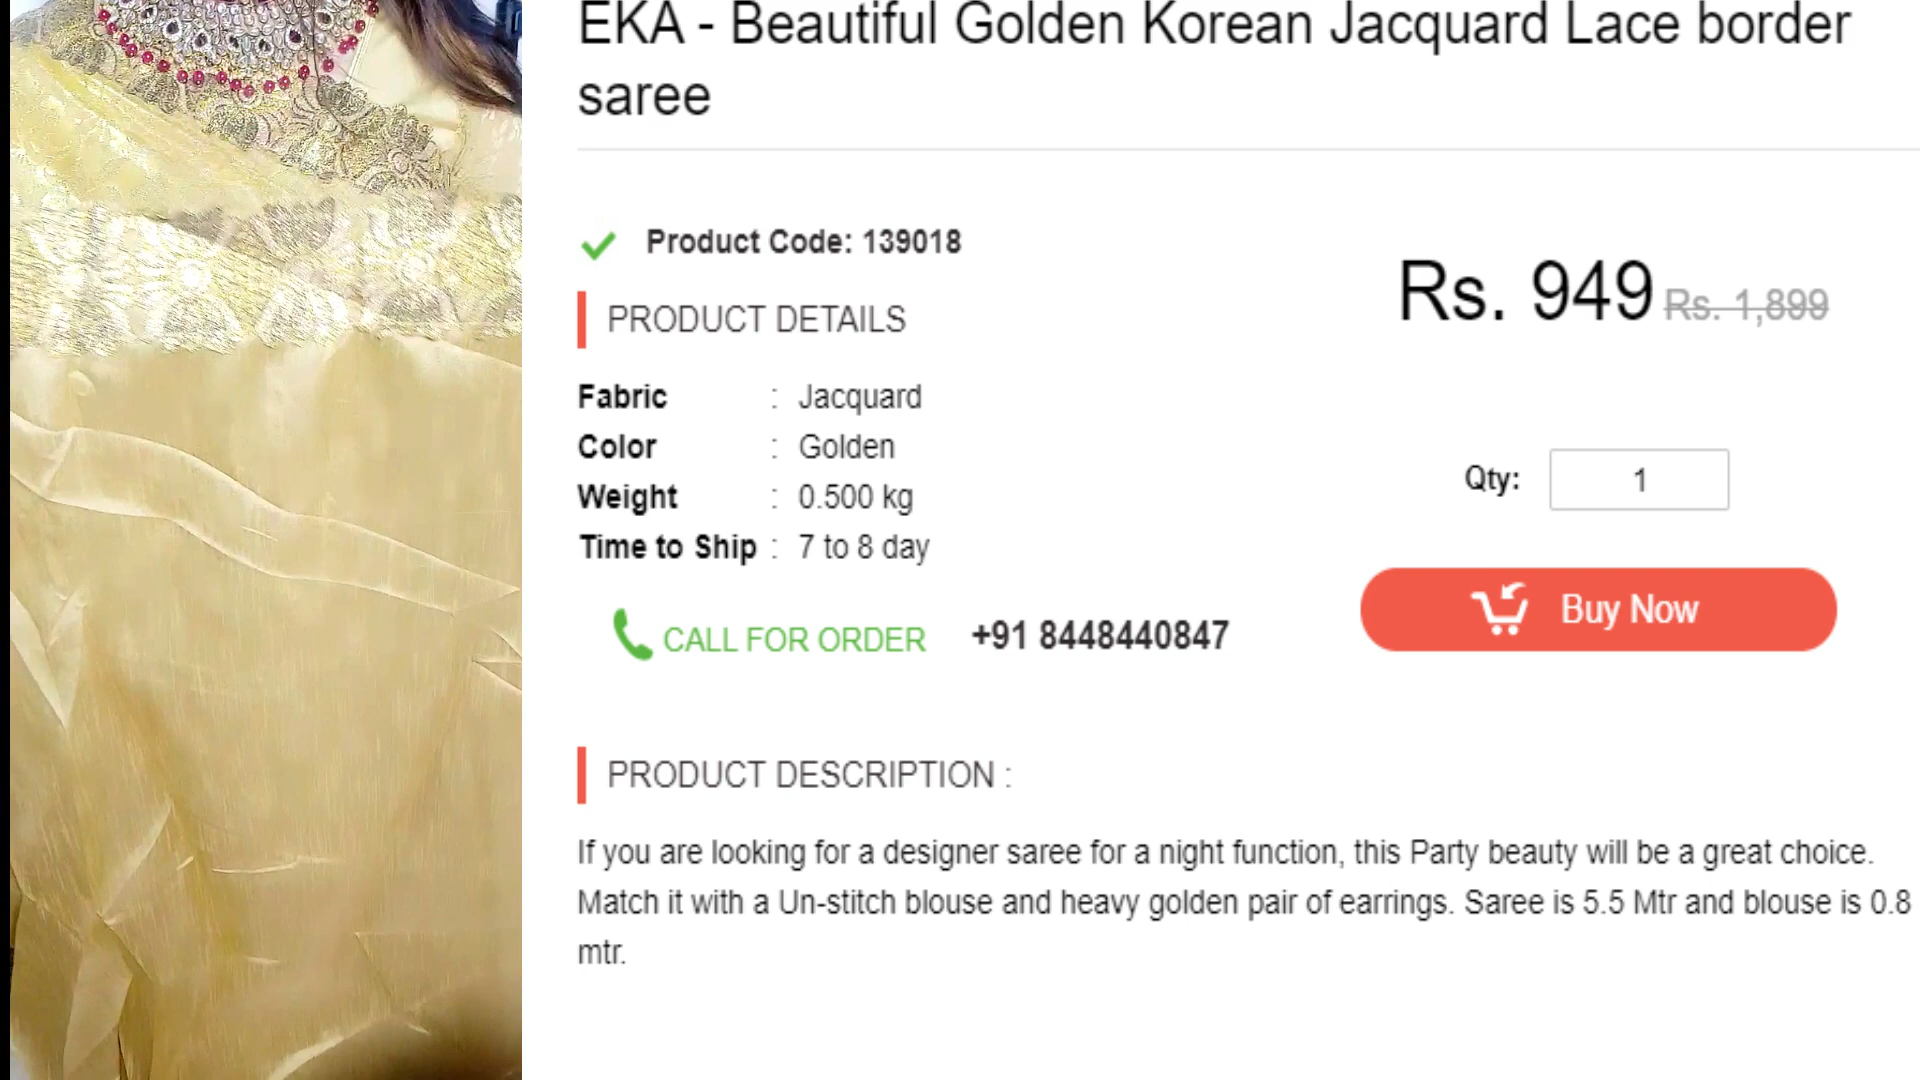 EKA - Beautiful Golden Korean Jacquard Lace border
saree
Product Code: 139018
Rs. 949 Rs. 1,899
PRODUCT DETAILS
Fabric : Jacquard
Color : Golden
Weight : 0.500 kg
Time to Ship : 7 to 8 day
Qty: 1
Buy Now
CALL FOR ORDER +91 8448440847
PRODUCT DESCRIPTION :
If you are looking for a designer saree for a night function, this Party beauty will be a great choice.
Match it with a Un-stitch blouse and heavy golden pair of earrings. Saree is 5.5 Mtr and blouse is 0.8
mtr.